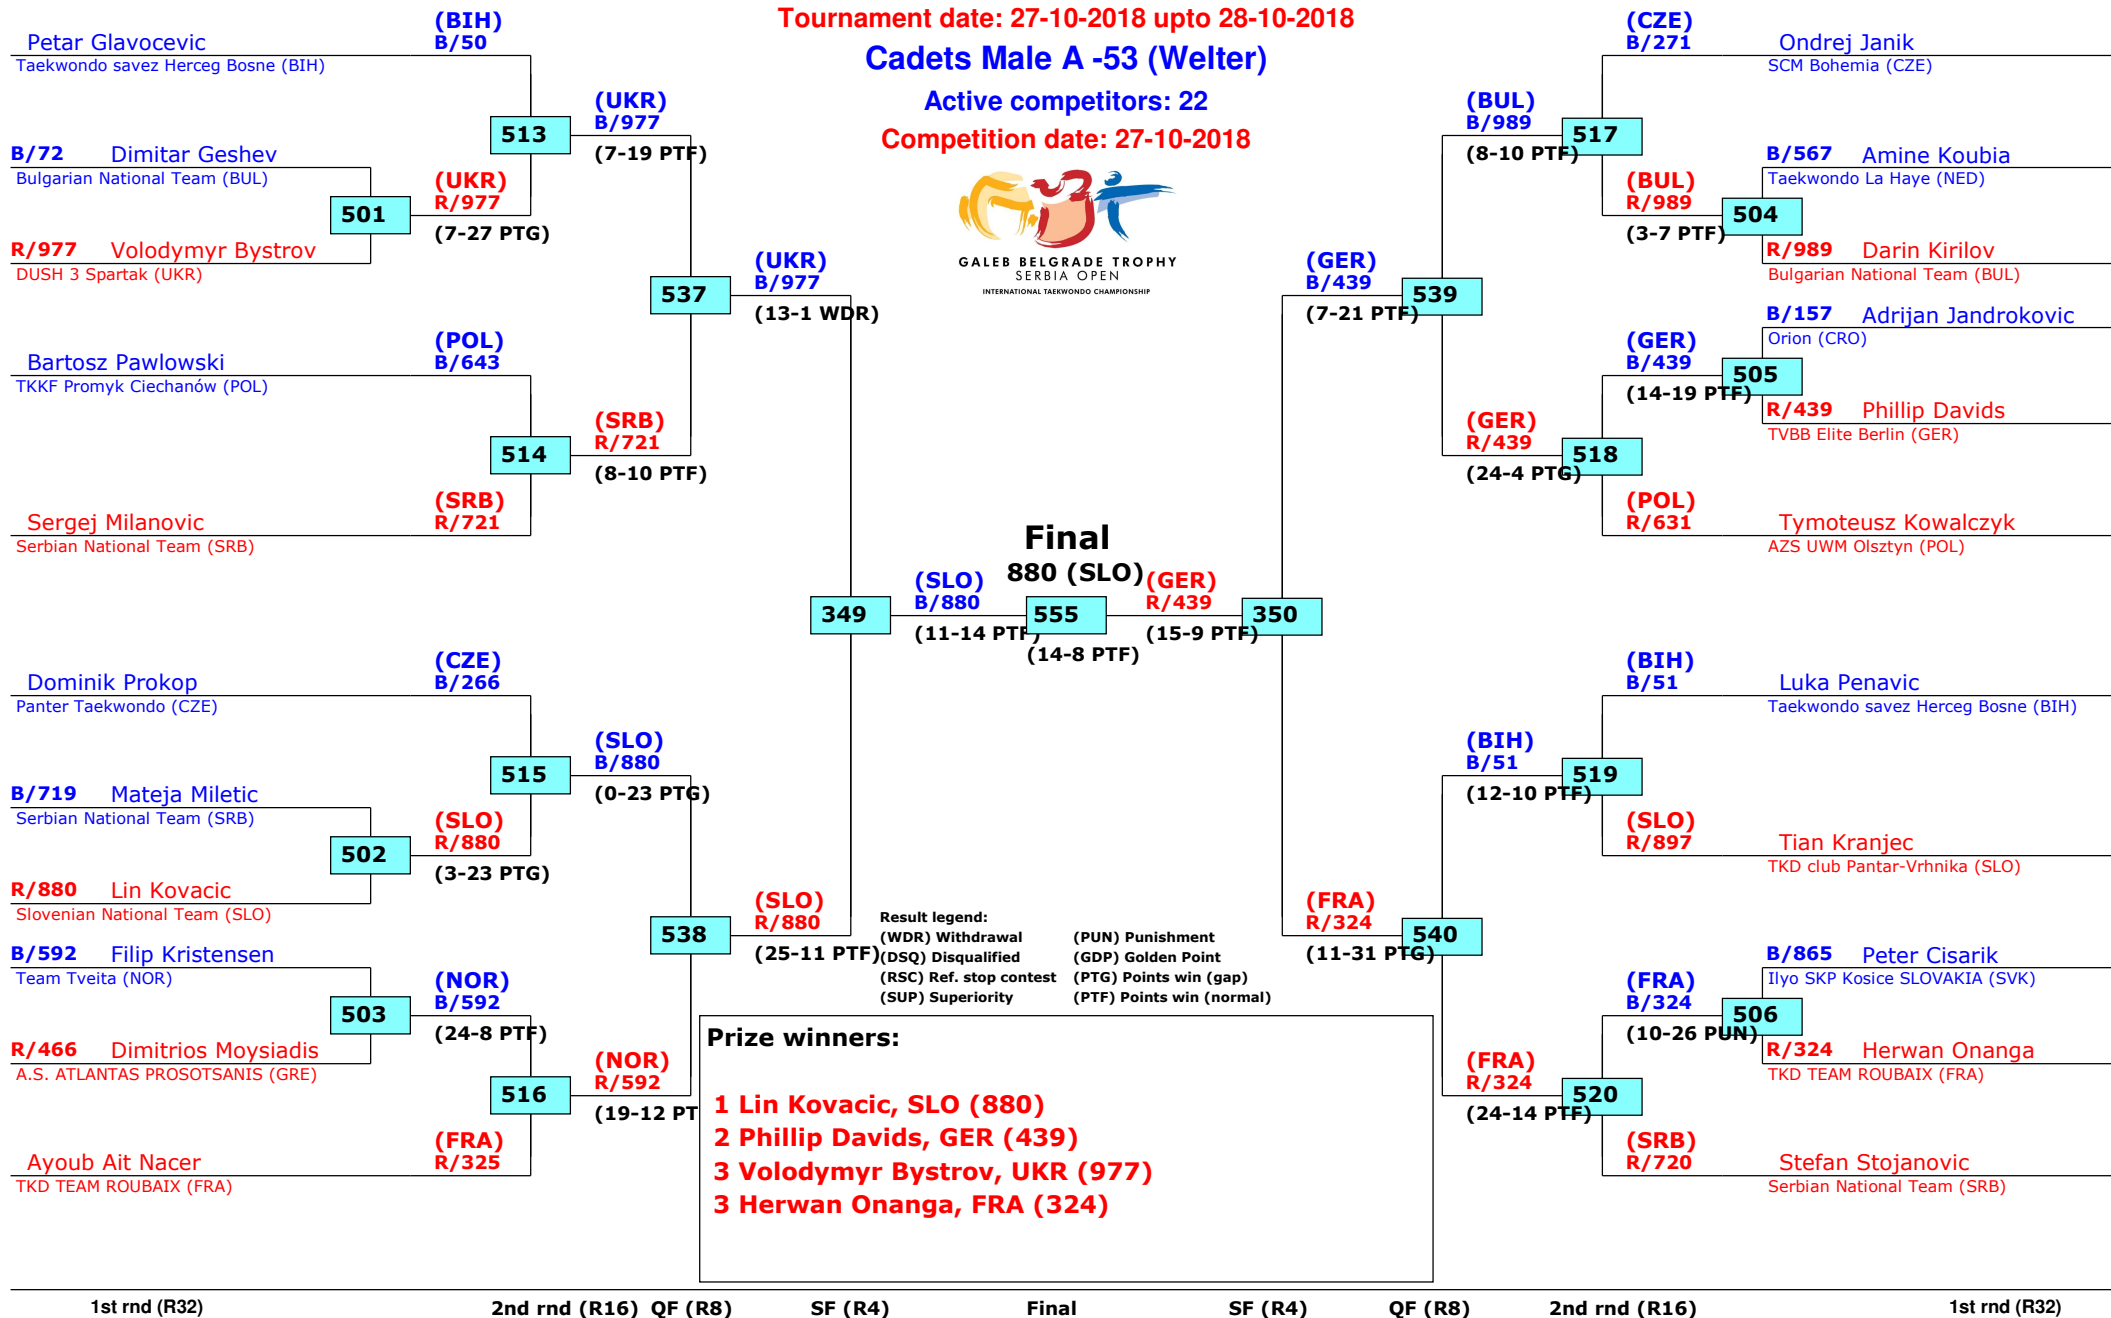 Tournament date: 27-10-2018 upto 28-10-2018
Cadets Male A -53 (Welter)
Active competitors: 22
Competition date: 27-10-2018
GALEB BELGRADE TROPHY
SERBIA OPEN
INTERNATIONAL TAEKWONDO CHAMPIONSHIP
Petar Glavocevic
Taekwondo savez Herceg Bosne (BIH)
(BIH)
B/50
B/72 Dimitar Geshev
Bulgarian National Team (BUL)
501
R/977 Volodymyr Bystrov
DUSH 3 Spartak (UKR)
(UKR)
R/977
(7-27 PTG)
513
(UKR)
B/977
(7-19 PTF)
Bartosz Pawlowski
TKKF Promyk Ciechanów (POL)
(POL)
B/643
514
Sergej Milanovic
Serbian National Team (SRB)
(SRB)
R/721
(SRB)
R/721
(8-10 PTF)
537
(UKR)
B/977
(13-1 WDR)
Dominik Prokop
Panter Taekwondo (CZE)
(CZE)
B/266
B/719 Mateja Miletic
Serbian National Team (SRB)
502
R/880 Lin Kovacic
Slovenian National Team (SLO)
(SLO)
R/880
(3-23 PTG)
515
(SLO)
B/880
(0-23 PTG)
B/592 Filip Kristensen
Team Tveita (NOR)
503
R/466 Dimitrios Moysiadis
A.S. ATLANTAS PROSOTSANIS (GRE)
(NOR)
B/592
(24-8 PTF)
516
Ayoub Ait Nacer
TKD TEAM ROUBAIX (FRA)
(FRA)
R/325
(NOR)
R/592
(19-12 PT
538
(SLO)
R/880
(25-11 PTF)
349
(SLO)
B/880
(11-14 PTF)
Final
880 (SLO)
555
(14-8 PTF)
(GER)
R/439
(15-9 PTF)
350
(GER)
B/439
(7-21 PTF)
539
(BUL)
B/989
(8-10 PTF)
517
(CZE)
B/271
Ondrej Janik
SCM Bohemia (CZE)
(BUL)
R/989
(3-7 PTF)
504
B/567 Amine Koubia
Taekwondo La Haye (NED)
R/989 Darin Kirilov
Bulgarian National Team (BUL)
B/157 Adrijan Jandrokovic
Orion (CRO)
(GER)
B/439
(14-19 PTF)
505
R/439 Phillip Davids
TVBB Elite Berlin (GER)
(GER)
R/439
(24-4 PTG)
518
(POL)
R/631
Tymoteusz Kowalczyk
AZS UWM Olsztyn (POL)
(BIH)
B/51
Luka Penavic
Taekwondo savez Herceg Bosne (BIH)
(BIH)
B/51
(12-10 PTF)
519
(SLO)
R/897
Tian Kranjec
TKD club Pantar-Vrhnika (SLO)
(FRA)
R/324
(11-31 PTG)
540
B/865 Peter Cisarik
Ilyo SKP Kosice SLOVAKIA (SVK)
(FRA)
B/324
(10-26 PUN)
506
R/324 Herwan Onanga
TKD TEAM ROUBAIX (FRA)
(FRA)
R/324
(24-14 PTF)
520
(SRB)
R/720
Stefan Stojanovic
Serbian National Team (SRB)
Result legend:
(WDR) Withdrawal (PUN) Punishment
(DSQ) Disqualified (GDP) Golden Point
(RSC) Ref. stop contest (PTG) Points win (gap)
(SUP) Superiority (PTF) Points win (normal)
Prize winners:
1 Lin Kovacic, SLO (880)
2 Phillip Davids, GER (439)
3 Volodymyr Bystrov, UKR (977)
3 Herwan Onanga, FRA (324)
1st rnd (R32) 2nd rnd (R16) QF (R8) SF (R4) Final SF (R4) QF (R8) 2nd rnd (R16) 1st rnd (R32)